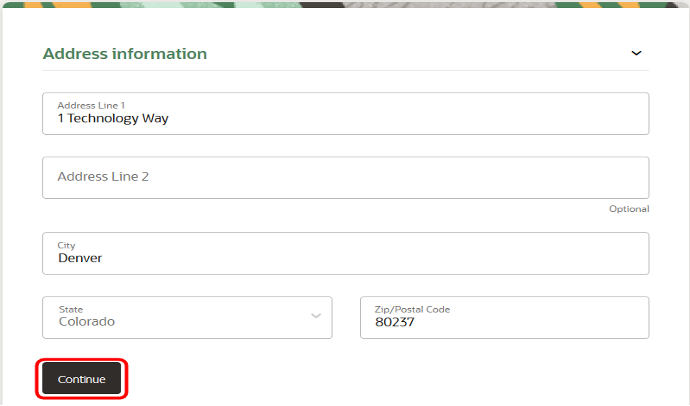 Address information
Address Line 1
1 Technology Way
Address Line 2
Optional
City
Denver
State
Colorado
Zip/Postal Code
80237
Continue